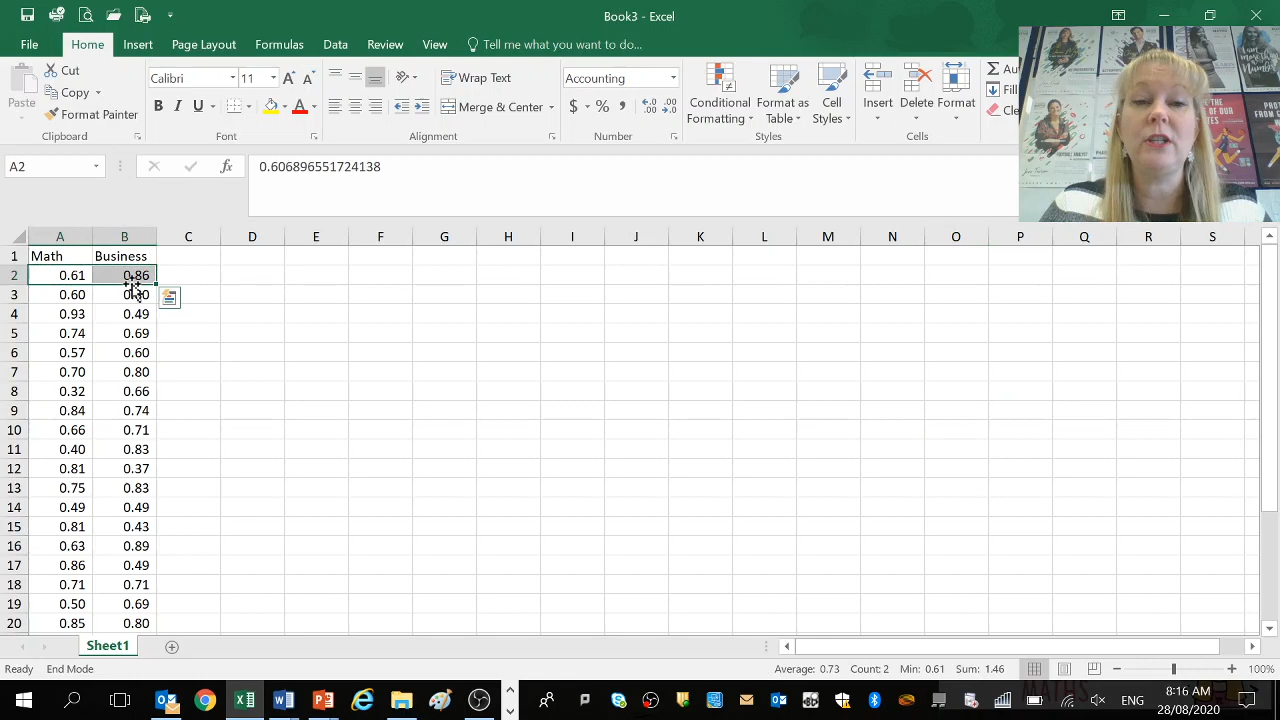 Book3 - Excel
File Home Insert Page Layout Formulas Data Review View Tell me what you want to do...
Paste
Cut
Copy
Format Painter
Clipboard
Calibri 11
B I U
Font
Wrap Text
Merge & Center
Alignment
Accounting
$ % ,
Number
Conditional Formatting
Format as Table
Cell Styles
Styles
Insert Delete Format
Cells
Fil
A2 fx 0.606896551724138
A B C D E F G H I J K L M N O P Q R S
1 Math Business
2 0.61 0.86
3 0.60
4 0.93 0.49
5 0.74 0.69
6 0.57 0.60
7 0.70 0.80
8 0.32 0.66
9 0.84 0.74
10 0.66 0.71
11 0.40 0.83
12 0.81 0.37
13 0.75 0.83
14 0.49 0.49
15 0.81 0.43
16 0.63 0.89
17 0.86 0.49
18 0.71 0.71
19 0.50 0.69
20 0.85 0.80
Sheet1
Ready End Mode Average: 0.73 Count: 2 Min: 0.61 Sum: 1.46 100%
ENG
8:16 AM
28/08/2020